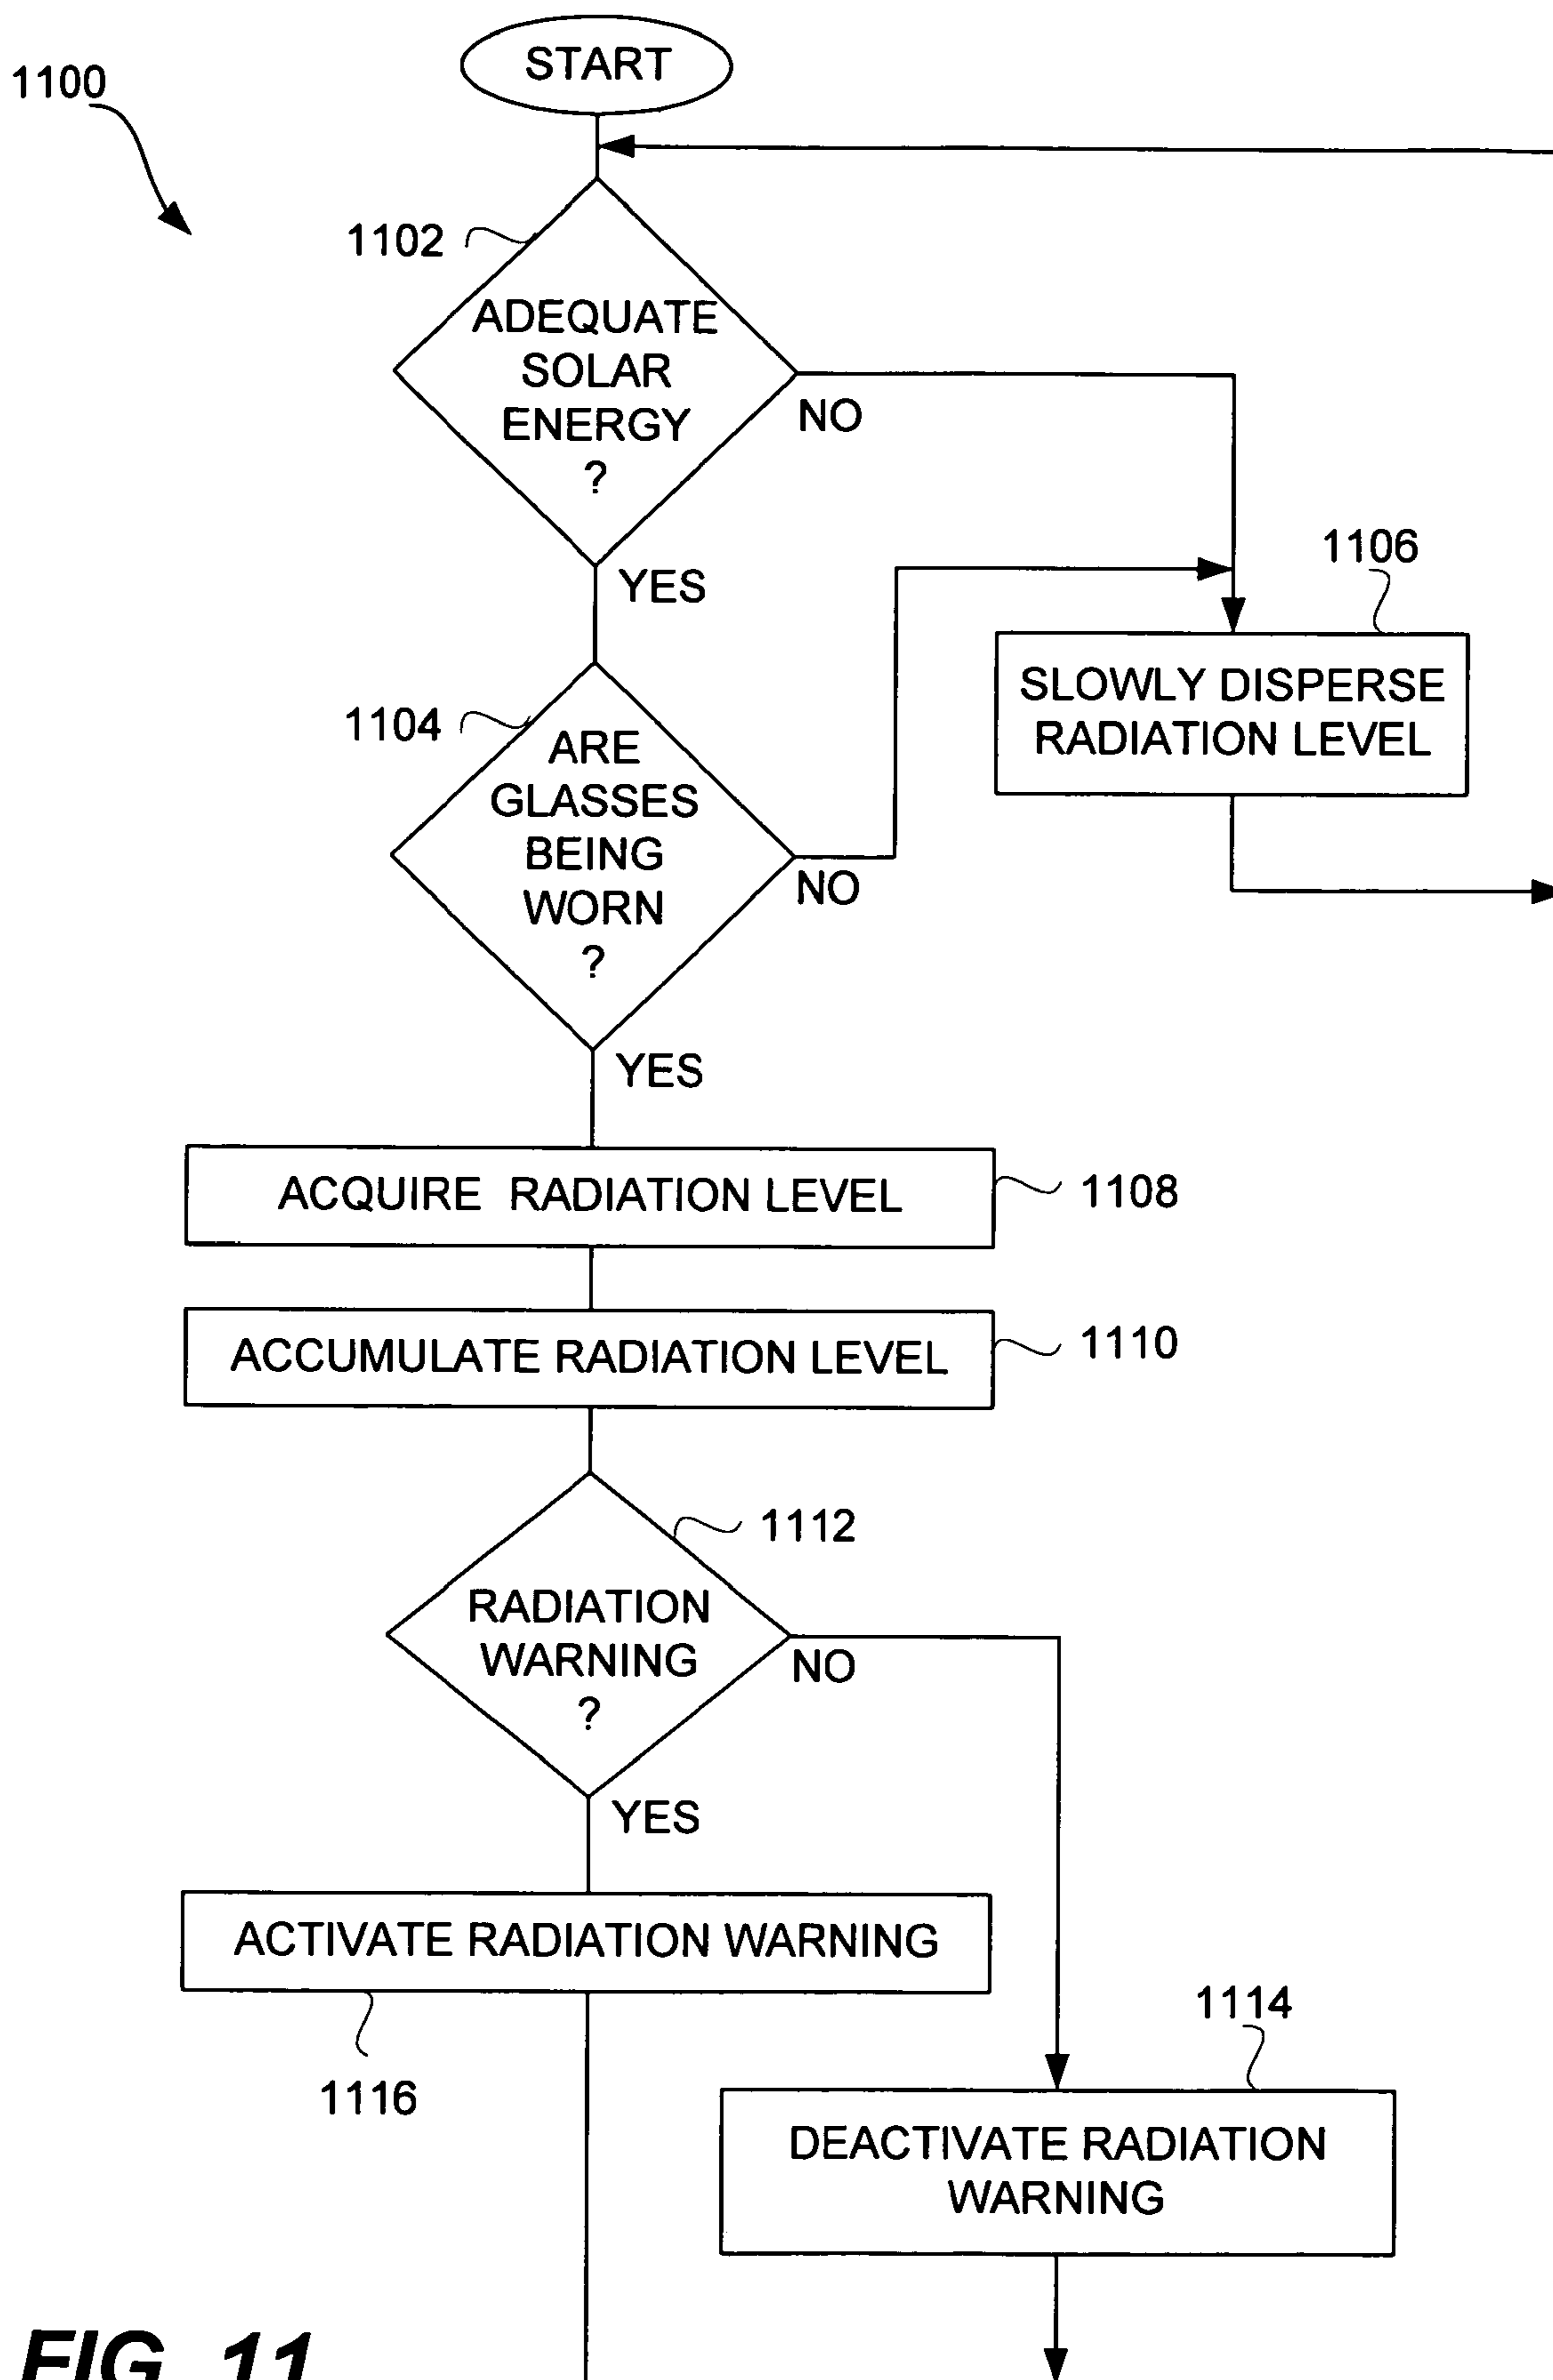 START
1100
1102
ADEQUATE
SOLAR
ENERGY
?
NO
YES
1106
SLOWLY DISPERSE
RADIATION LEVEL
1104
ARE
GLASSES
BEING
WORN
?
NO
YES
ACQUIRE RADIATION LEVEL
1108
ACCUMULATE RADIATION LEVEL
1110
1112
RADIATION
WARNING
?
NO
YES
ACTIVATE RADIATION WARNING
1116
1114
DEACTIVATE RADIATION
WARNING
FIG. 11